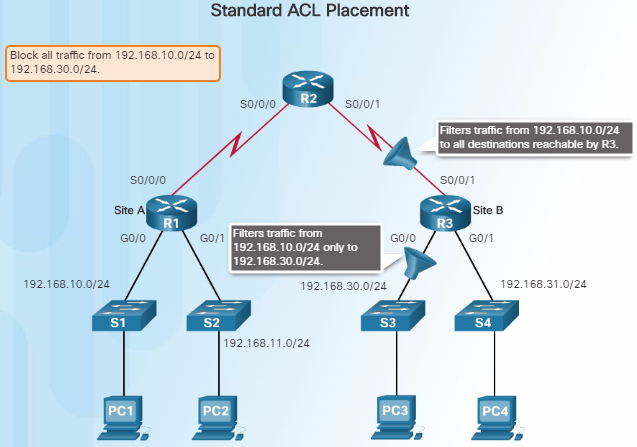 Standard ACL Placement
Block all traffic from 192.168.10.0/24 to
192.168.30.0/24.
R2
S0/0/0
S0/0/1
Filters traffic from 192.168.10.0/24
to all destinations reachable by R3.
S0/0/0
S0/0/1
Site A
R1
R3
Site B
G0/0
G0/1
Filters traffic from
192.168.10.0/24 only to
192.168.30.0/24.
G0/0
G0/1
192.168.10.0/24
192.168.30.0/24
192.168.31.0/24
S1
S2
S3
S4
192.168.11.0/24
PC1
PC2
PC3
PC4